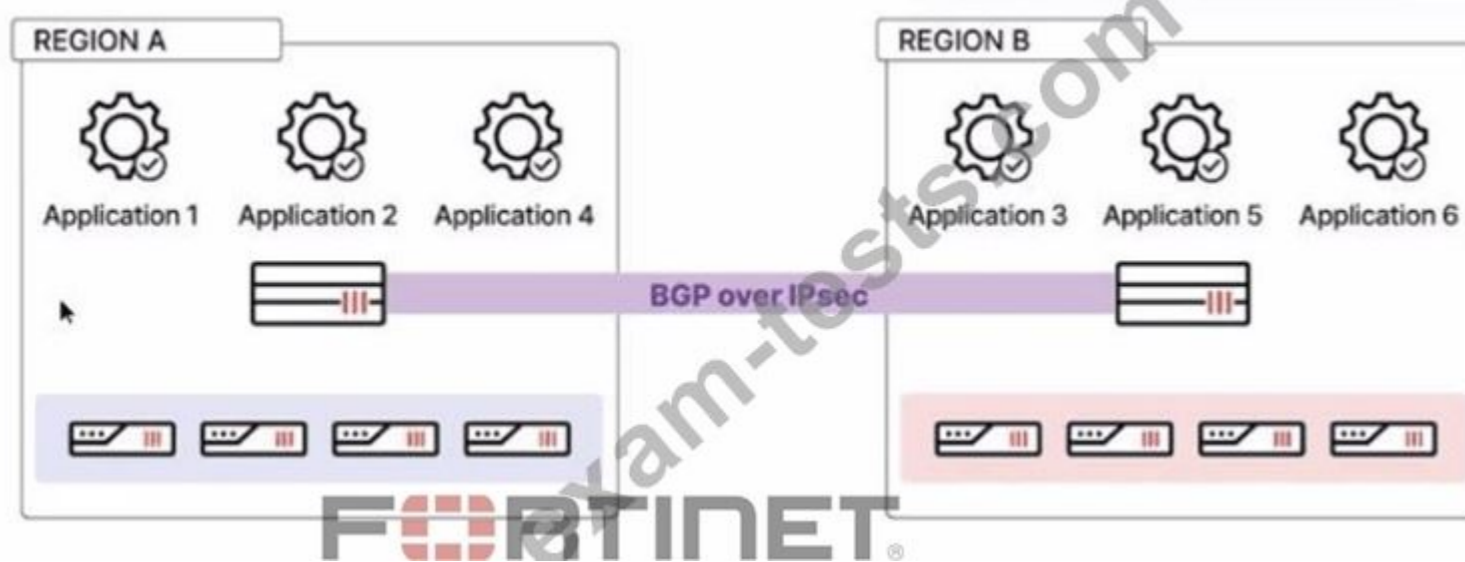 REGION A
REGION B
Application 1
Application 2
Application 4
Application 3
Application 5
Application 6
BGP over IPsec
FORTINET®
exam-tests.com